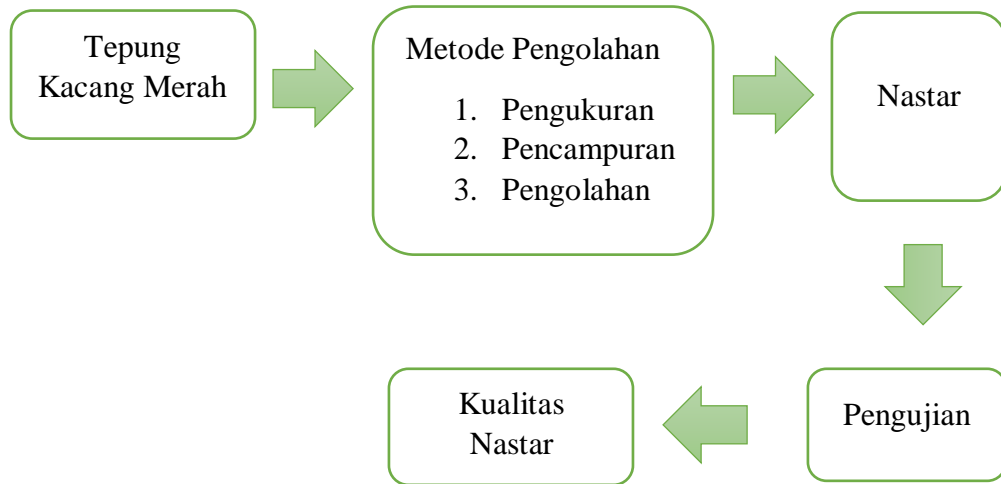 Tepung
Kacang Merah
Metode Pengolahan
1. Pengukuran
2. Pencampuran
3. Pengolahan
Nastar
Pengujian
Kualitas
Nastar